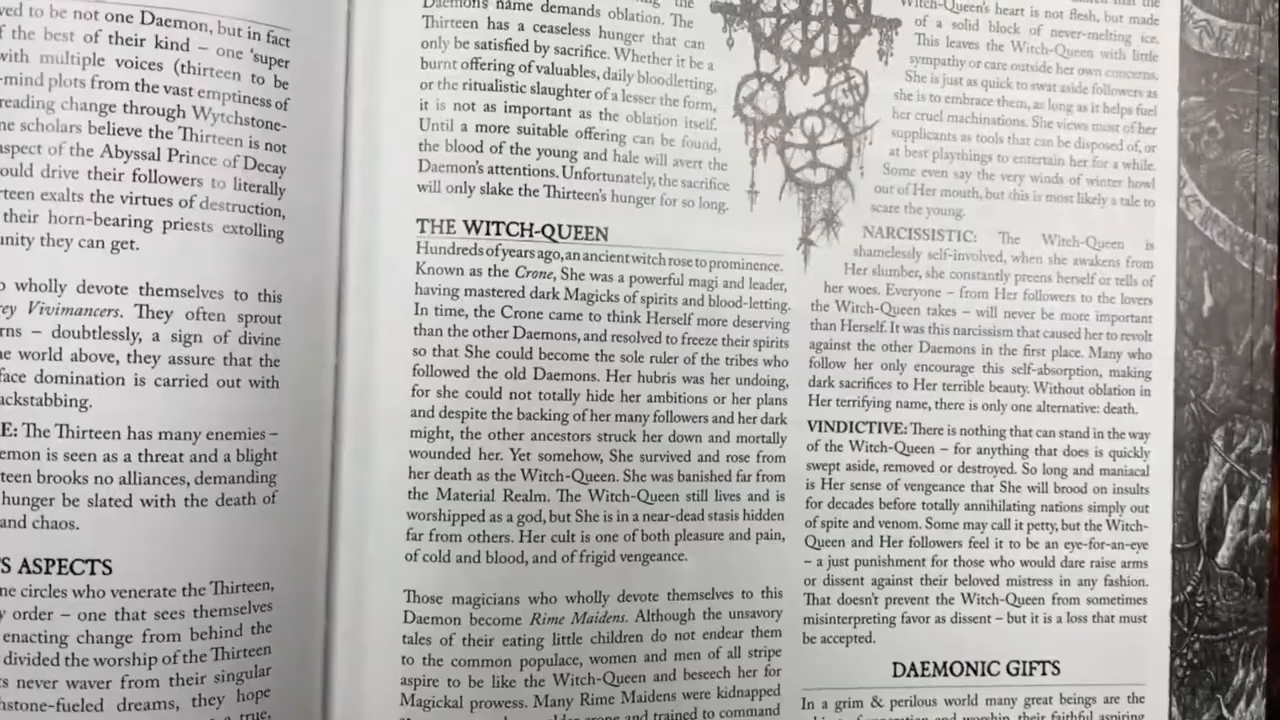 ved to be not one Daemon, but in fact
f the best of their kind – one ‘super
with multiple voices (thirteen to be
-mind plots from the vast emptiness of
reading change through Wytchstone-
ne scholars believe the Thirteen is not
aspect of the Abyssal Prince of Decay
ould drive their followers to literally
rteen exalts the virtues of destruction,
their horn-bearing priests extolling
unity they can get.
o wholly devote themselves to this
rey Vivimancers. They often sprout
rns – doubtlessly, a sign of divine
he world above, they assure that the
face domination is carried out with
ackstabbing.
E: The Thirteen has many enemies –
emon is seen as a threat and a blight
teen brooks no alliances, demanding
hunger be slated with the death of
and chaos.
S ASPECTS
ne circles who venerate the Thirteen,
y order – one that sees themselves
enacting change from behind the
divided the worship of the Thirteen
s never waver from their singular
hstone-fueled dreams, they hope
a true,
Daemon's name demands oblation. The
Thirteen has a ceaseless hunger that can
only be satisfied by sacrifice. Whether it be a
burnt offering of valuables, daily bloodletting,
or the ritualistic slaughter of a lesser the form,
it is not as important as the oblation itself.
Until a more suitable offering can be found,
the blood of the young and hale will avert the
Daemon's attentions. Unfortunately, the sacrifice
will only slake the Thirteen's hunger for so long.
THE WITCH-QUEEN
Hundreds of years ago, an ancient witch rose to prominence.
Known as the Crone, She was a powerful magi and leader,
having mastered dark Magicks of spirits and blood-letting.
In time, the Crone came to think Herself more deserving
than the other Daemons, and resolved to freeze their spirits
so that She could become the sole ruler of the tribes who
followed the old Daemons. Her hubris was her undoing,
for she could not totally hide her ambitions or her plans
and despite the backing of her many followers and her dark
might, the other ancestors struck her down and mortally
wounded her. Yet somehow, She survived and rose from
her death as the Witch-Queen. She was banished far from
the Material Realm. The Witch-Queen still lives and is
worshipped as a god, but She is in a near-dead stasis hidden
far from others. Her cult is one of both pleasure and pain,
of cold and blood, and of frigid vengeance.
Those magicians who wholly devote themselves to this
Daemon become Rime Maidens. Although the unsavory
tales of their eating little children do not endear them
to the common populace, women and men of all stripe
aspire to be like the Witch-Queen and beseech her for
Magickal prowess. Many Rime Maidens were kidnapped
crone and trained to command
Witch-Queen's heart is not flesh, but made
of a solid block of never-melting ice.
This leaves the Witch-Queen with little
sympathy or care outside her own concerns.
She is just as quick to swat aside followers as
she is to embrace them, as long as it helps fuel
her cruel machinations. She views most of her
supplicants as tools that can be disposed of, or
at best playthings to entertain her for a while.
Some even say the very winds of winter howl
out of Her mouth, but this is most likely a tale to
scare the young.
NARCISSISTIC: The Witch-Queen is
shamelessly self-involved, when she awakens from
Her slumber, she constantly preens herself or tells of
her woes. Everyone – from Her followers to the lovers
the Witch-Queen takes – will never be more important
than Herself. It was this narcissism that caused her to revolt
against the other Daemons in the first place. Many who
follow her only encourage this self-absorption, making
dark sacrifices to Her terrible beauty. Without oblation in
Her terrifying name, there is only one alternative: death.
VINDICTIVE: There is nothing that can stand in the way
of the Witch-Queen – for anything that does is quickly
swept aside, removed or destroyed. So long and maniacal
is Her sense of vengeance that She will brood on insults
for decades before totally annihilating nations simply out
of spite and venom. Some may call it petty, but the Witch-
Queen and Her followers feel it to be an eye-for-an-eye
– a just punishment for those who would dare raise arms
or dissent against their beloved mistress in any fashion.
That doesn't prevent the Witch-Queen from sometimes
misinterpreting favor as dissent – but it is a loss that must
be accepted.
DAEMONIC GIFTS
In a grim & perilous world many great beings are the
and worship, their faithful aspiring